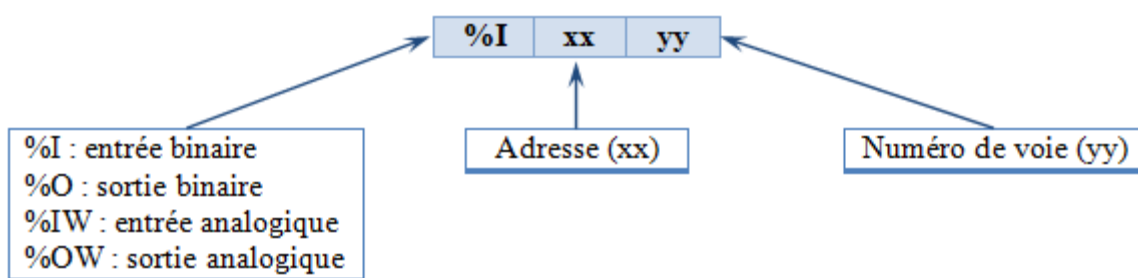 %I xx yy
%I : entrée binaire
%O : sortie binaire
%IW : entrée analogique
%OW : sortie analogique
Adresse (xx)
Numéro de voie (yy)